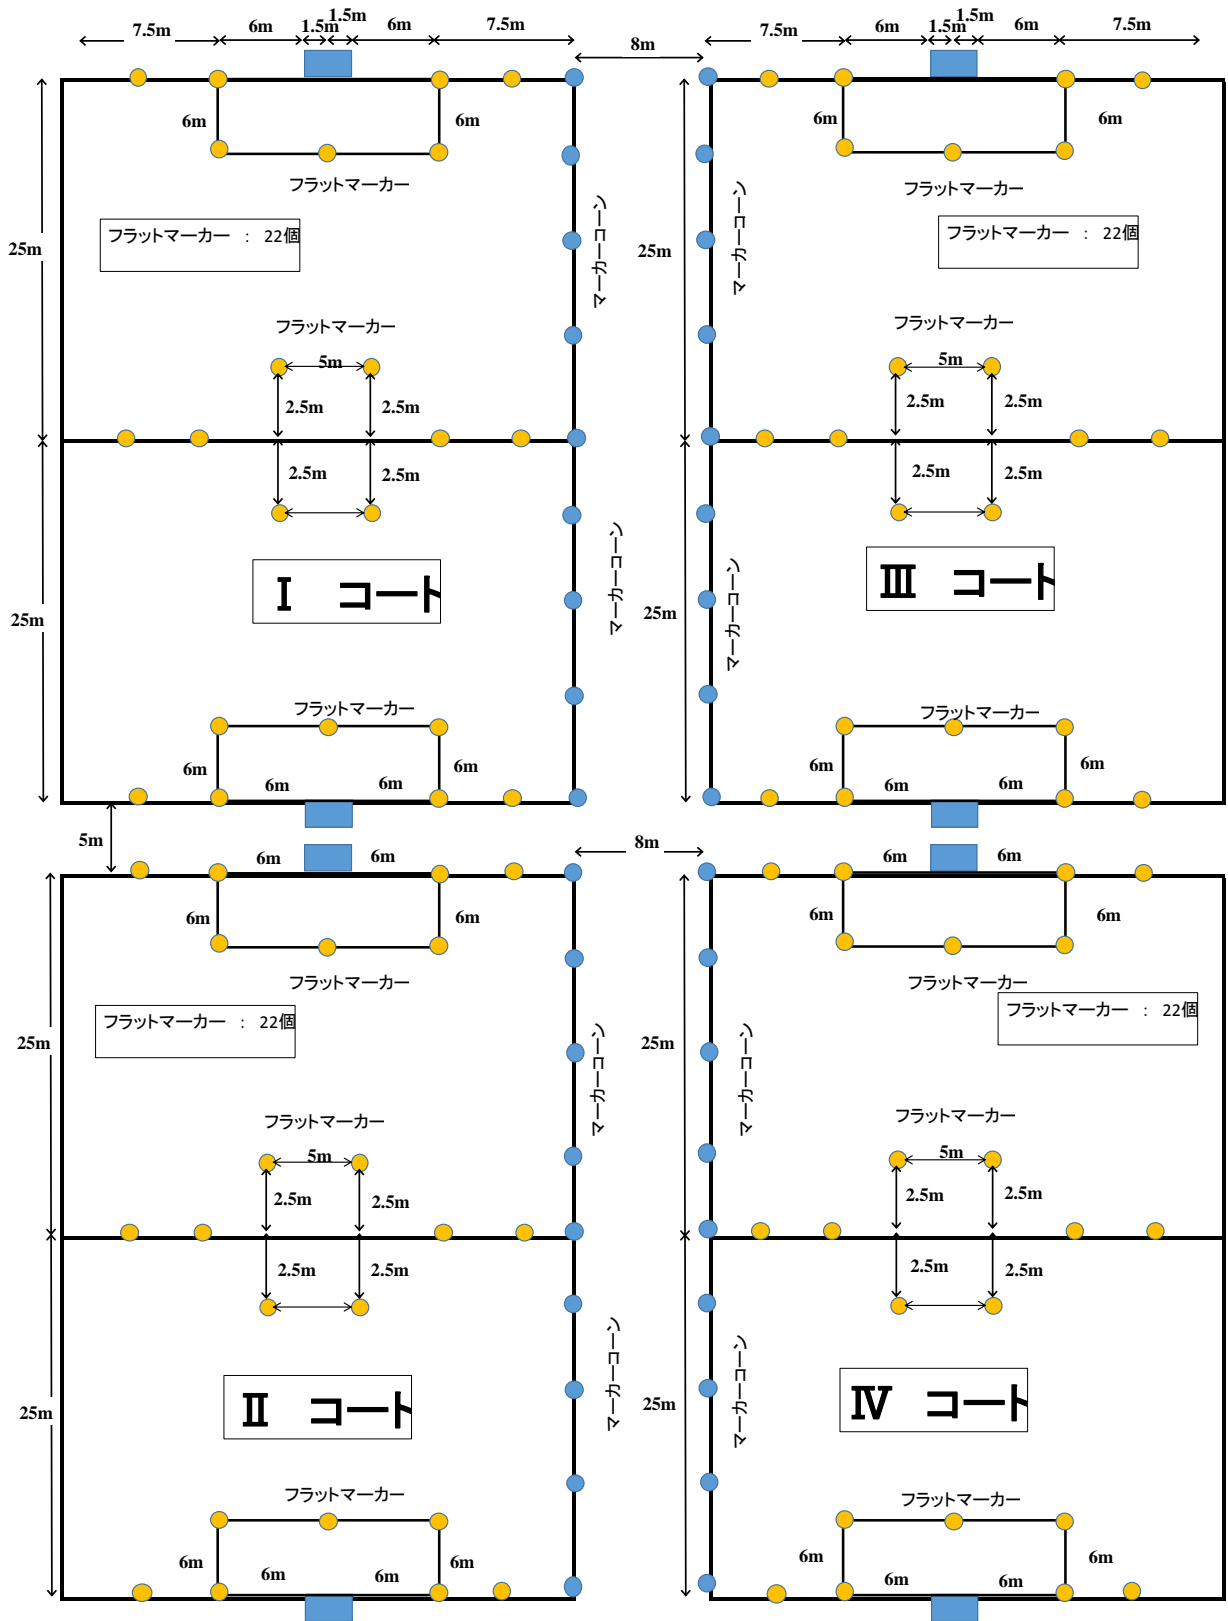 7.5m 6m 1.5m 1.5m 6m 7.5m 8m 7.5m 6m 1.5m 1.5m 6m 7.5m
6m 6m 6m 6m
フラットマーカー フラットマーカー
マーカーコーン マーカーコーン
フラットマーカー : 22個 フラットマーカー : 22個
25m 25m
フラットマーカー フラットマーカー
5m 5m
2.5m 2.5m 2.5m 2.5m
2.5m 2.5m 2.5m 2.5m
マーカーコーン マーカーコーン
Ⅰ コート Ⅲ コート
25m 25m
フラットマーカー フラットマーカー
6m 6m 6m 6m
6m 6m 6m 6m
5m 8m
6m 6m 6m 6m
6m 6m 6m 6m
フラットマーカー フラットマーカー
フラットマーカー : 22個 フラットマーカー : 22個
25m 25m
マーカーコーン マーカーコーン
フラットマーカー フラットマーカー
5m 5m
2.5m 2.5m 2.5m 2.5m
2.5m 2.5m 2.5m 2.5m
マーカーコーン マーカーコーン
Ⅱ コート Ⅳ コート
25m 25m
フラットマーカー フラットマーカー
6m 6m 6m 6m
6m 6m 6m 6m